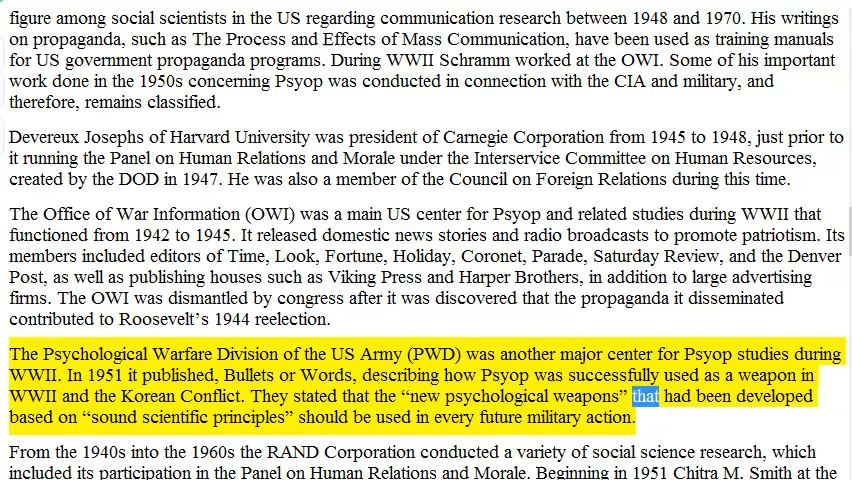 figure among social scientists in the US regarding communication research between 1948 and 1970. His writings
on propaganda, such as The Process and Effects of Mass Communication, have been used as training manuals
for US government propaganda programs. During WWII Schramm worked at the OWI. Some of his important
work done in the 1950s concerning Psyop was conducted in connection with the CIA and military, and
therefore, remains classified.
Devereux Josephs of Harvard University was president of Carnegie Corporation from 1945 to 1948, just prior to
it running the Panel on Human Relations and Morale under the Interservice Committee on Human Resources,
created by the DOD in 1947. He was also a member of the Council on Foreign Relations during this time.
The Office of War Information (OWI) was a main US center for Psyop and related studies during WWII that
functioned from 1942 to 1945. It released domestic news stories and radio broadcasts to promote patriotism. Its
members included editors of Time, Look, Fortune, Holiday, Coronet, Parade, Saturday Review, and the Denver
Post, as well as publishing houses such as Viking Press and Harper Brothers, in addition to large advertising
firms. The OWI was dismantled by congress after it was discovered that the propaganda it disseminated
contributed to Roosevelt’s 1944 reelection.
The Psychological Warfare Division of the US Army (PWD) was another major center for Psyop studies during
WWII. In 1951 it published, Bullets or Words, describing how Psyop was successfully used as a weapon in
WWII and the Korean Conflict. They stated that the “new psychological weapons” that had been developed
based on “sound scientific principles” should be used in every future military action.
From the 1940s into the 1960s the RAND Corporation conducted a variety of social science research, which
included its participation in the Panel on Human Relations and Morale. Beginning in 1951 Chitra M. Smith at the